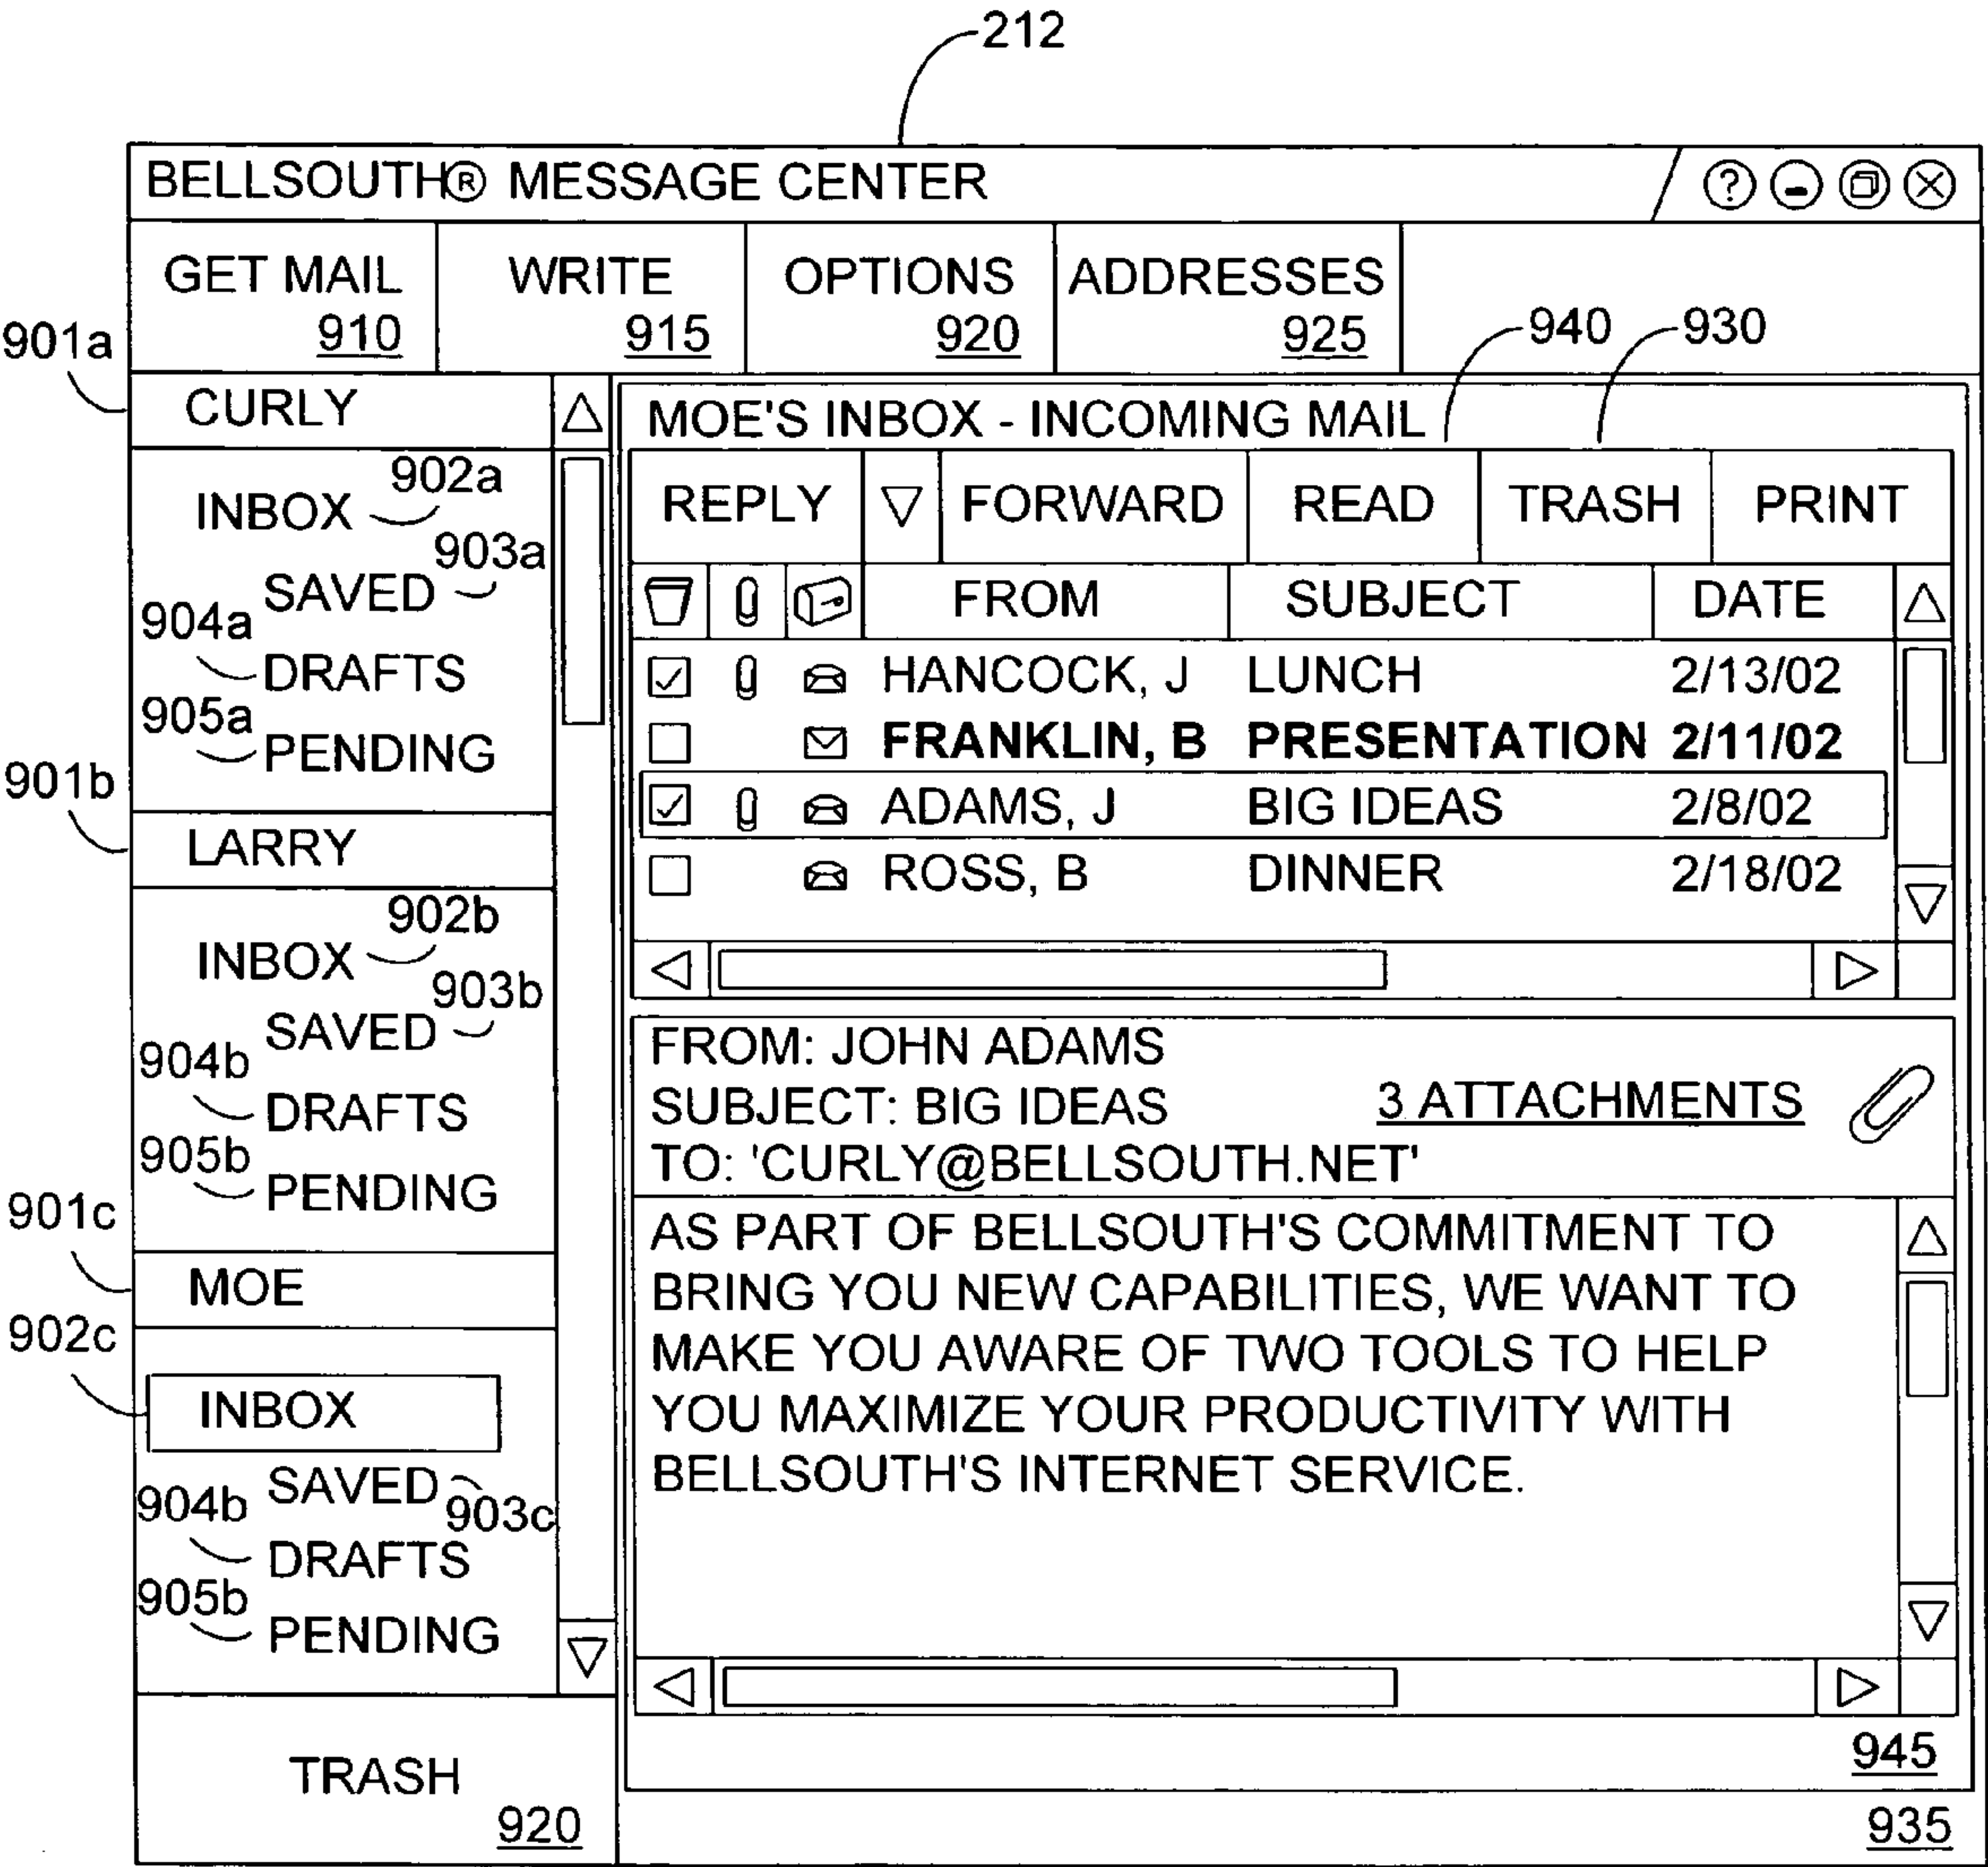 212
BELLSOUTH® MESSAGE CENTER ?
GET MAIL WRITE OPTIONS ADDRESSES
910 915 920 925
940 930
901a
CURLY
902a
INBOX
903a
SAVED
904a
DRAFTS
905a
PENDING
901b
LARRY
902b
INBOX
903b
SAVED
904b
DRAFTS
905b
PENDING
901c
MOE
902c
INBOX
SAVED
903c
904b
DRAFTS
905b
PENDING
TRASH
920
MOE'S INBOX - INCOMING MAIL
REPLY FORWARD READ TRASH PRINT
FROM SUBJECT DATE
HANCOCK, J LUNCH 2/13/02
FRANKLIN, B PRESENTATION 2/11/02
ADAMS, J BIG IDEAS 2/8/02
ROSS, B DINNER 2/18/02
FROM: JOHN ADAMS
SUBJECT: BIG IDEAS 3 ATTACHMENTS
TO: 'CURLY@BELLSOUTH.NET'
AS PART OF BELLSOUTH'S COMMITMENT TO
BRING YOU NEW CAPABILITIES, WE WANT TO
MAKE YOU AWARE OF TWO TOOLS TO HELP
YOU MAXIMIZE YOUR PRODUCTIVITY WITH
BELLSOUTH'S INTERNET SERVICE.
945
935